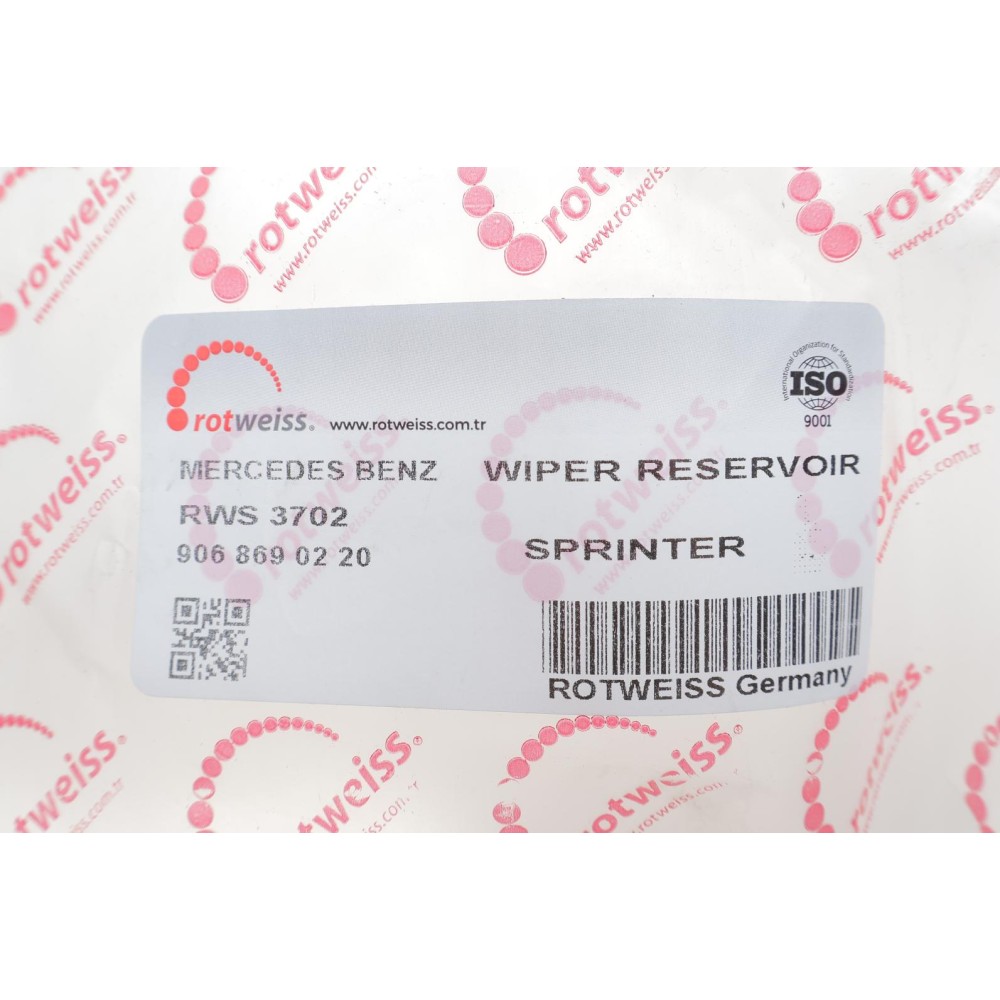 rotweiss.
www.rotweiss.com.tr
International Organization for Standardization
ISO
9001
MERCEDES BENZ
WIPER RESERVOIR
RWS 3702
906 869 02 20
SPRINTER
ROTWEISS Germany
rotweiss
www.rotweiss.com.tr